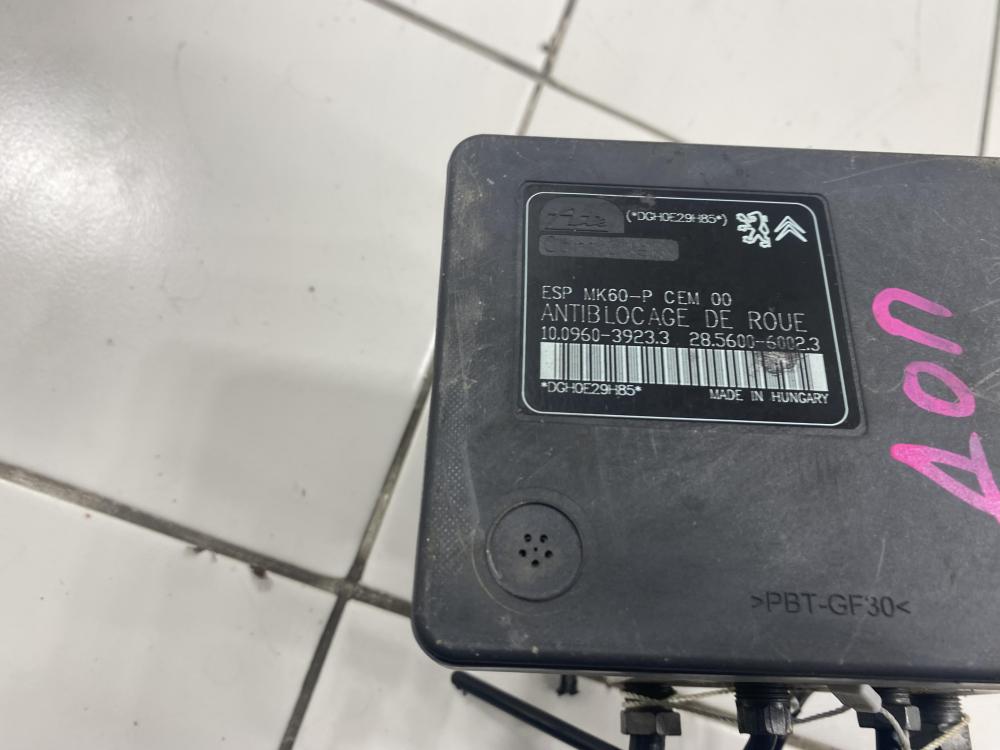 Ate (*DGH0E29H85*)
ESP MK60-P CEM 00
ANTIBLOCAGE DE ROUE
10.0960-3923.3 28.5600-6002.3
*DGH0E29H85* MADE IN HUNGARY
>PBT-GF30<